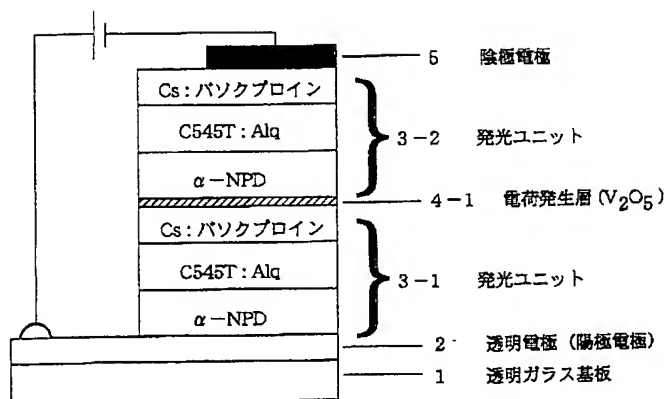 5 陰極電極
Cs:バソクプロイン
C545T:Alq
3-2 発光ユニット
α-NPD
4-1 電荷発生層(V₂O₅)
Cs:バソクプロイン
C545T:Alq
3-1 発光ユニット
α-NPD
2 透明電極(陽極電極)
1 透明ガラス基板